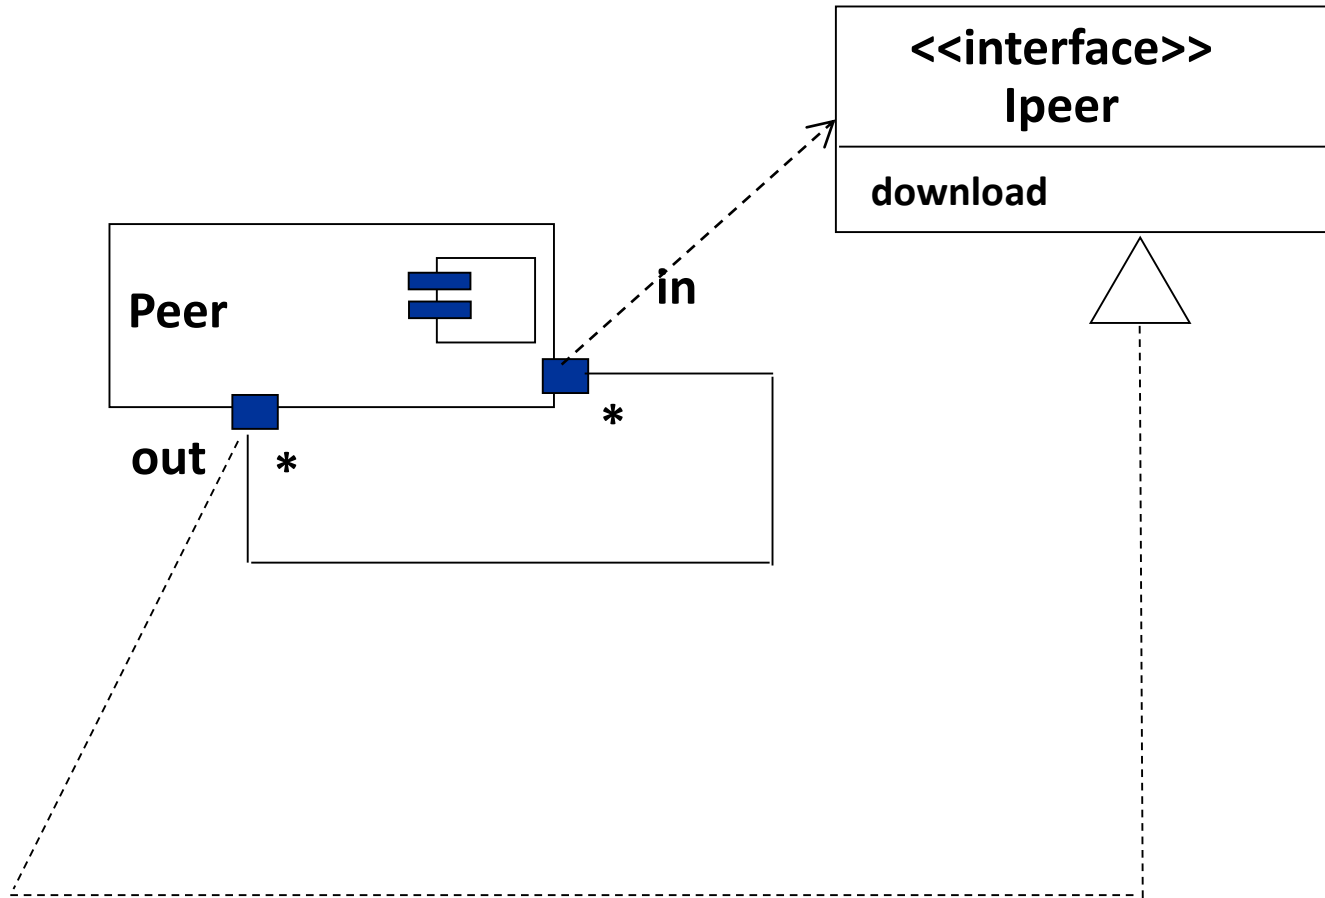 <<interface>>
Ipeer
download
Peer
in
*
out
*